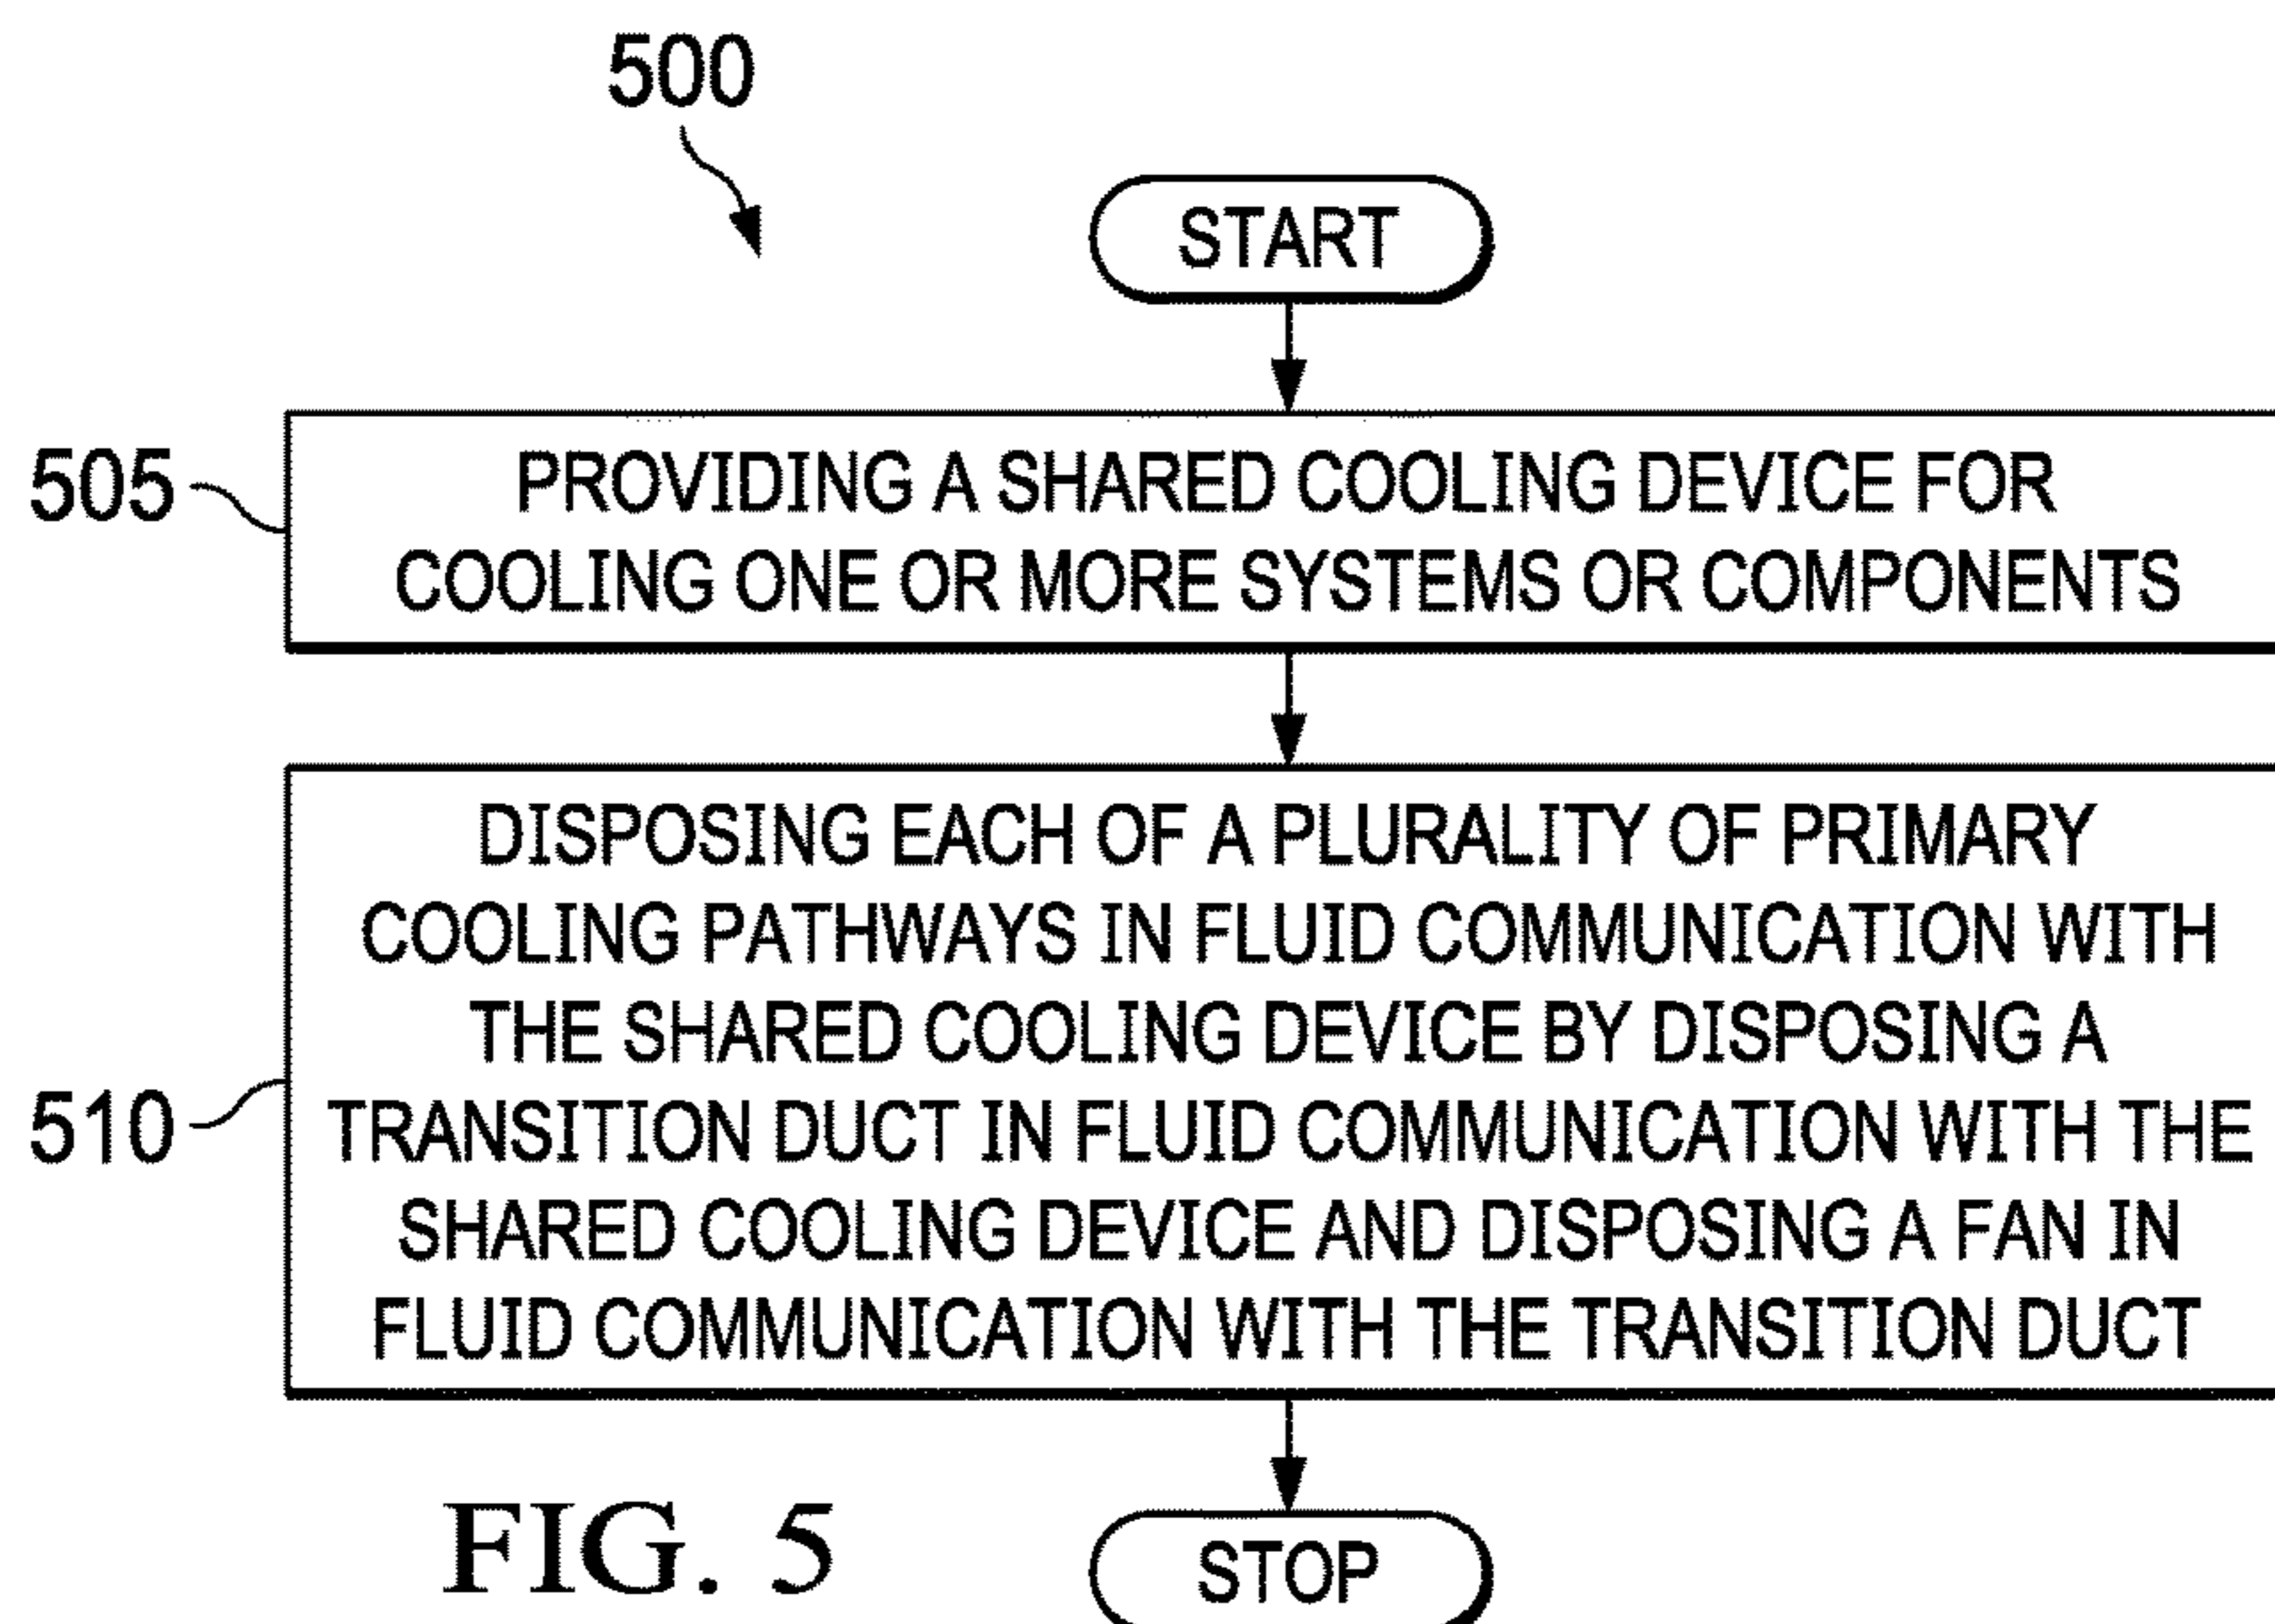 500
START
505
PROVIDING A SHARED COOLING DEVICE FOR
COOLING ONE OR MORE SYSTEMS OR COMPONENTS
510
DISPOSING EACH OF A PLURALITY OF PRIMARY
COOLING PATHWAYS IN FLUID COMMUNICATION WITH
THE SHARED COOLING DEVICE BY DISPOSING A
TRANSITION DUCT IN FLUID COMMUNICATION WITH THE
SHARED COOLING DEVICE AND DISPOSING A FAN IN
FLUID COMMUNICATION WITH THE TRANSITION DUCT
STOP
FIG. 5